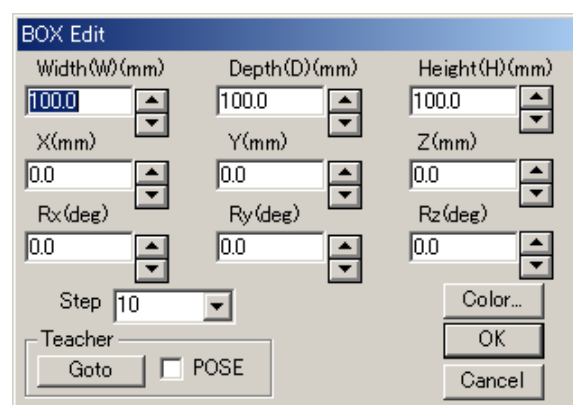 BOX Edit
Width(W)(mm) Depth(D)(mm) Height(H)(mm)
100.0 100.0 100.0
X(mm) Y(mm) Z(mm)
0.0 0.0 0.0
Rx(deg) Ry(deg) Rz(deg)
0.0 0.0 0.0
Step 10 Color...
Teacher OK
Goto POSE Cancel